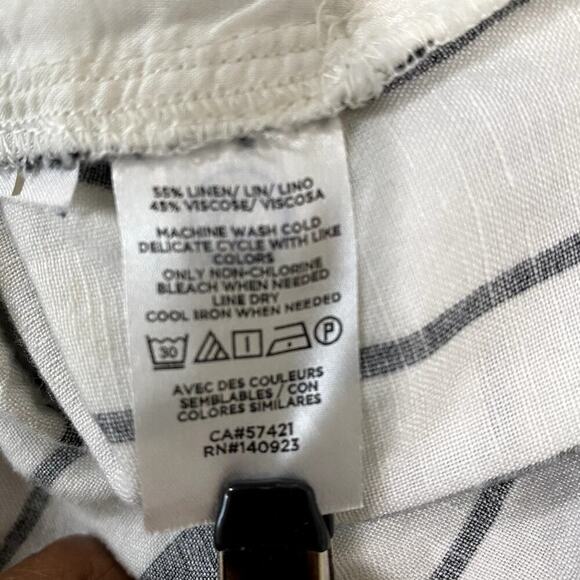 55% LINEN/ LIN/ LINO
45% VISCOSE/ VISCOSA
MACHINE WASH COLD
DELICATE CYCLE WITH LIKE
COLORS
ONLY NON-CHLORINE
BLEACH WHEN NEEDED
LINE DRY
COOL IRON WHEN NEEDED
30 P
AVEC DES COULEURS
SEMBLABLES / CON
COLORES SIMILARES
CA#57421
RN#140923